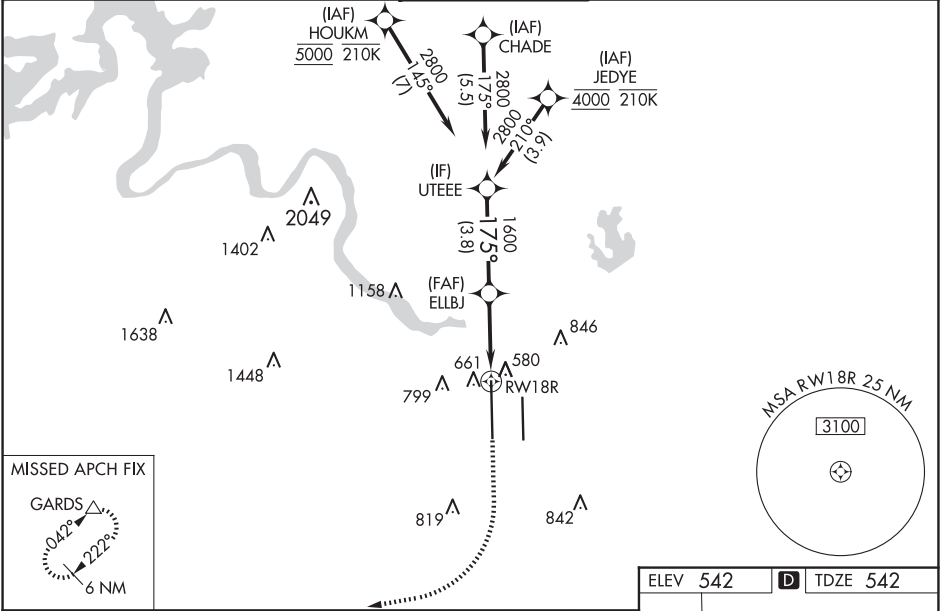 (IAF)
HOUKM
5000 210K
2800
145°
(7)
(IAF)
CHADE
2800
175°
(5.5)
(IAF)
JEDYE
4000 210K
2800
210°
(3.9)
(IF)
UTEEE
1600
175°
(3.8)
2049
1402
1158
(FAF)
ELLBJ
1638
1448
846
661
580
799
RW18R
MSA RW18R 25 NM
3100
MISSED APCH FIX
GARDS
042°
222°
6 NM
819
842
ELEV 542 D TDZE 542